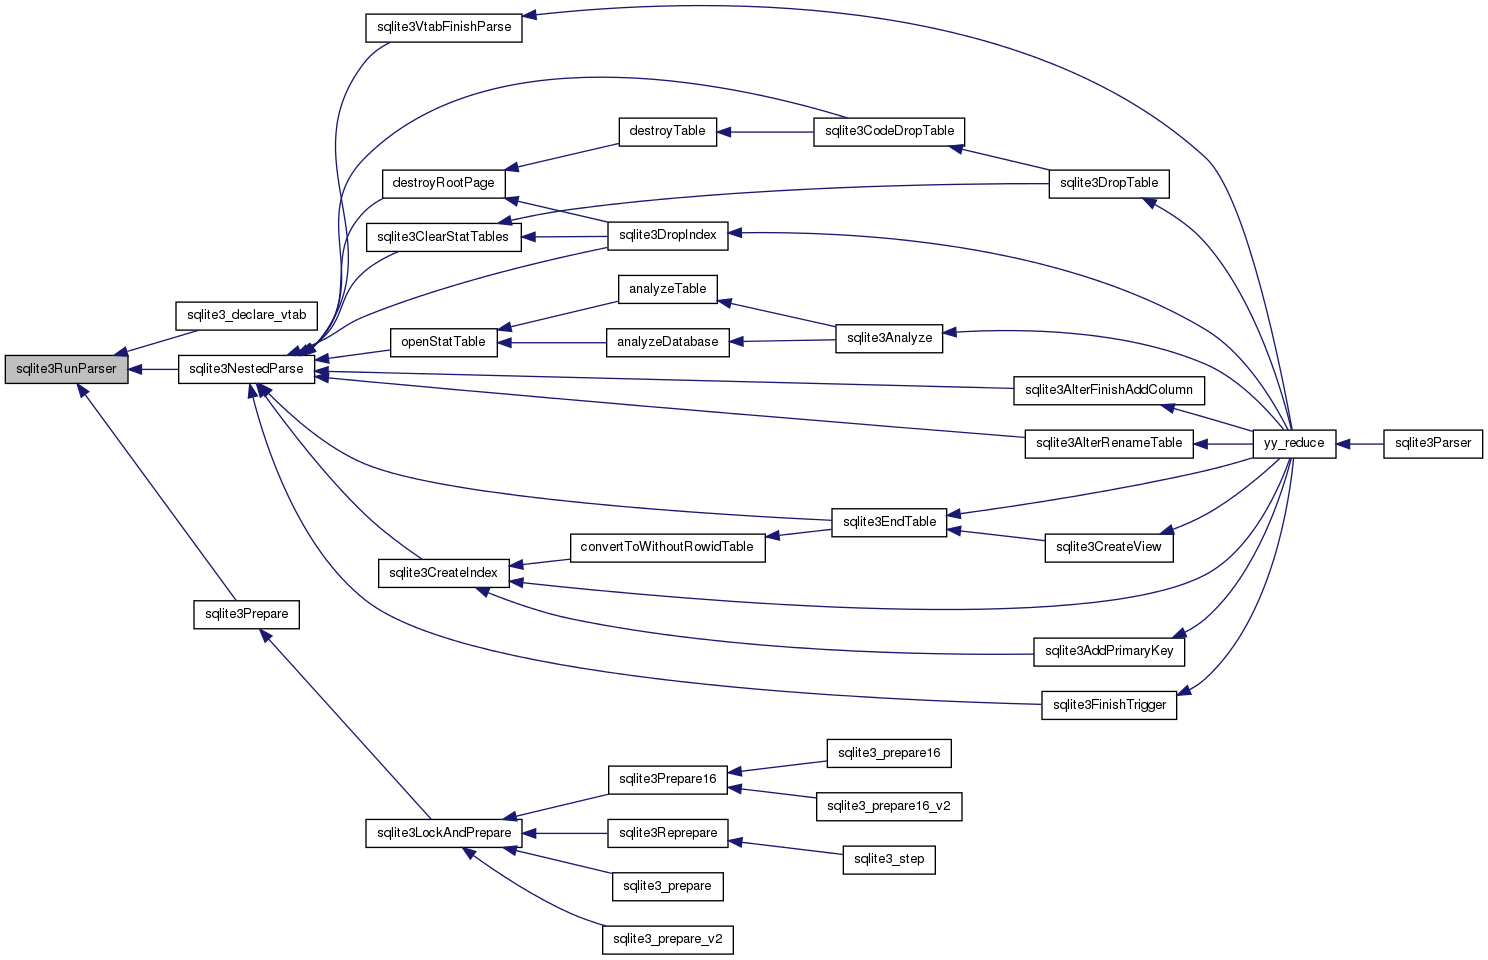 sqlite3VtabFinishParse
destroyTable
sqlite3CodeDropTable
destroyRootPage
sqlite3DropTable
sqlite3ClearStatTables
sqlite3DropIndex
analyzeTable
sqlite3_declare_vtab
openStatTable
analyzeDatabase
sqlite3Analyze
sqlite3RunParser
sqlite3NestedParse
sqlite3AlterFinishAddColumn
sqlite3AlterRenameTable
yy_reduce
sqlite3Parser
sqlite3EndTable
convertToWithoutRowidTable
sqlite3CreateView
sqlite3CreateIndex
sqlite3Prepare
sqlite3AddPrimaryKey
sqlite3FinishTrigger
sqlite3_prepare16
sqlite3Prepare16
sqlite3_prepare16_v2
sqlite3LockAndPrepare
sqlite3Reprepare
sqlite3_step
sqlite3_prepare
sqlite3_prepare_v2